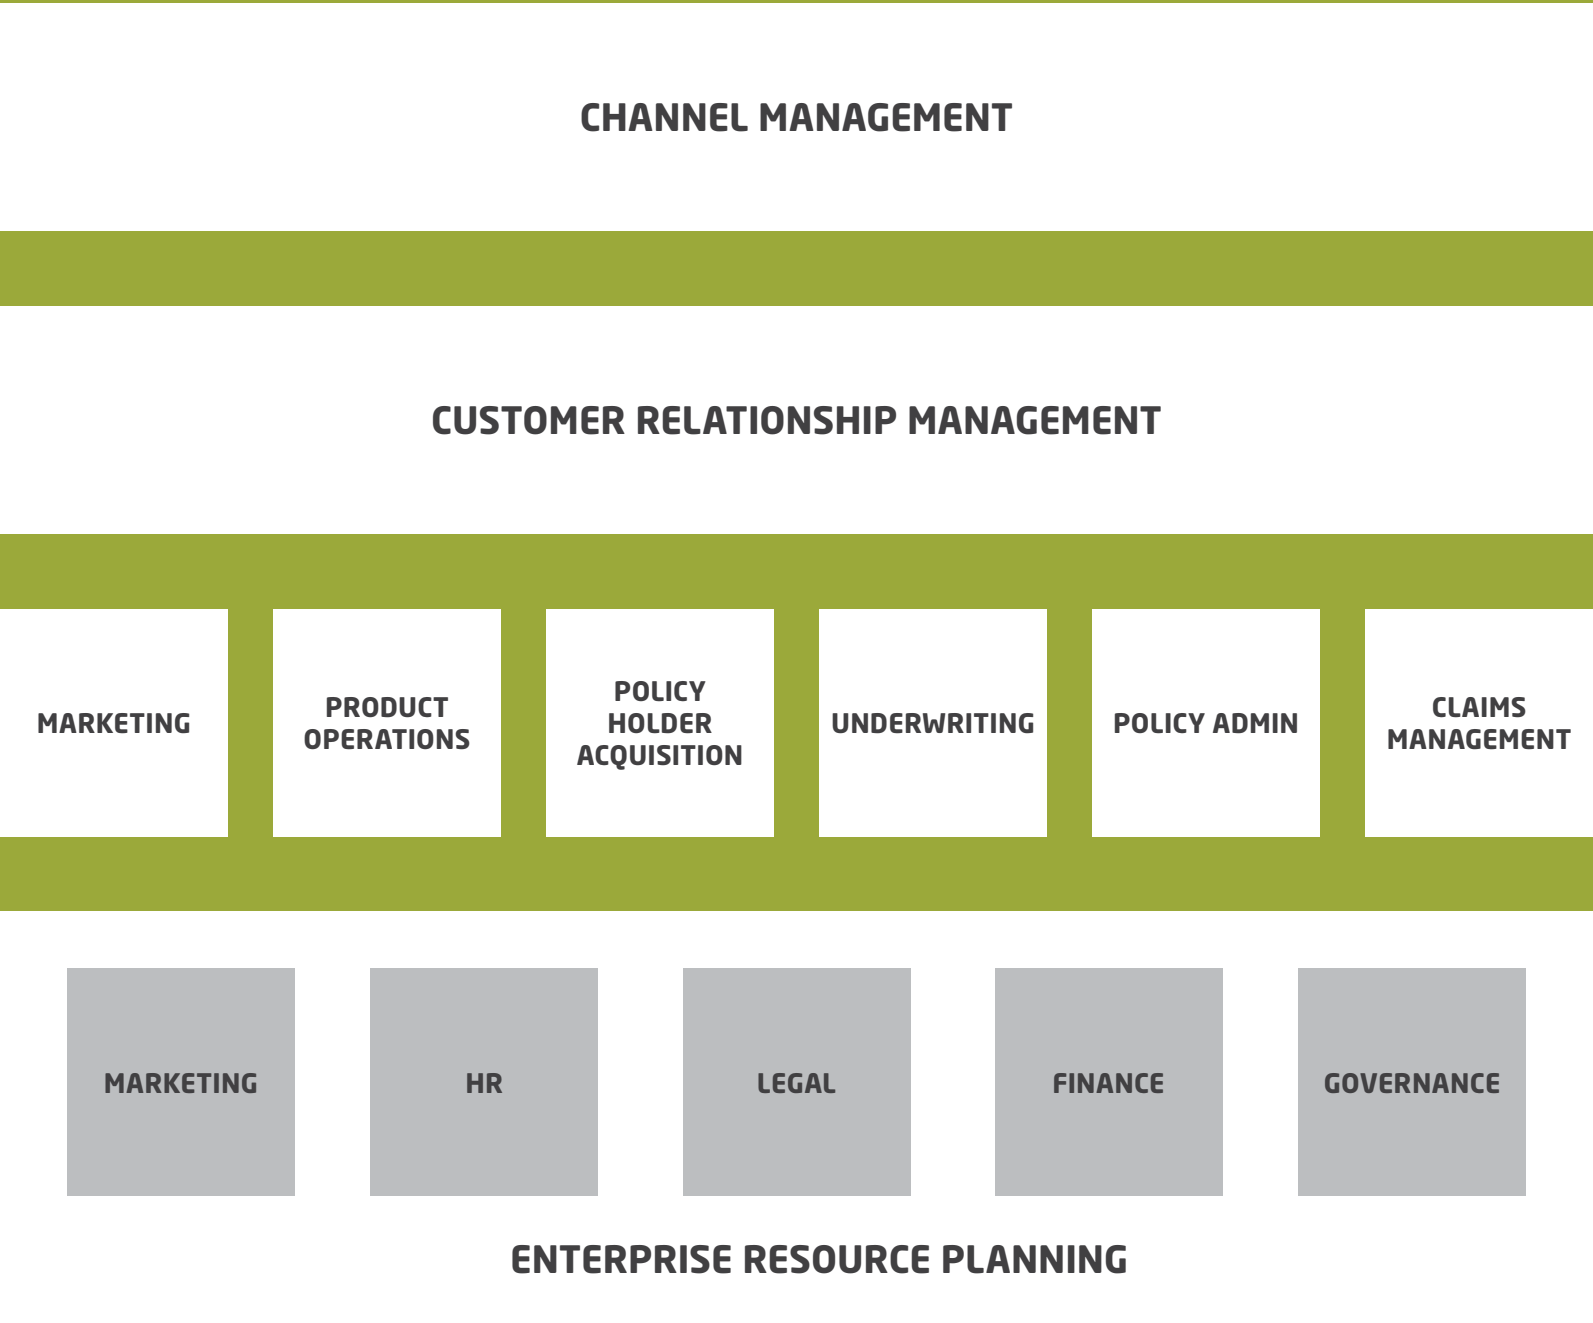 CHANNEL MANAGEMENT
CUSTOMER RELATIONSHIP MANAGEMENT
MARKETING
PRODUCT
OPERATIONS
POLICY
HOLDER
ACQUISITION
UNDERWRITING
POLICY ADMIN
CLAIMS
MANAGEMENT
MARKETING
HR
LEGAL
FINANCE
GOVERNANCE
ENTERPRISE RESOURCE PLANNING